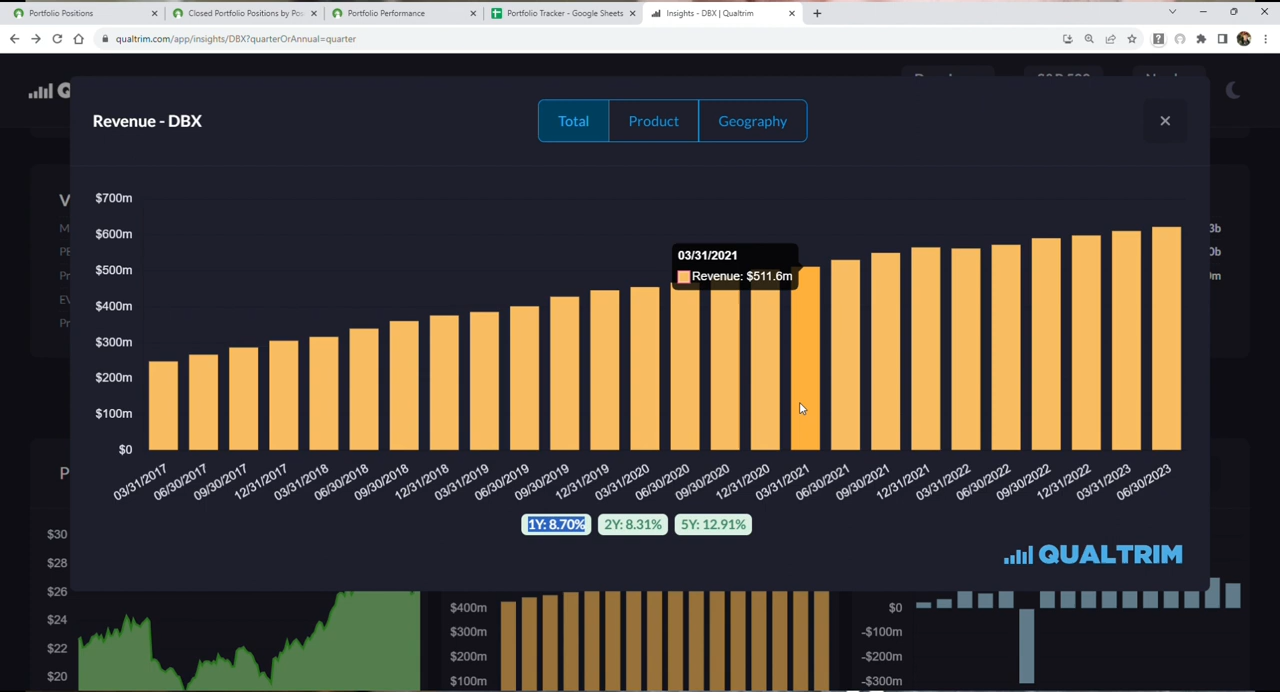 Portfolio Positions
Closed Portfolio Positions by Pos
Portfolio Performance
Portfolio Tracker - Google Sheets
Insights - DBX | Qualtrim
qualtrim.com/app/insights/DBX?quarterOrAnnual=quarter
Revenue - DBX
Total
Product
Geography
$700m
$600m
$500m
$400m
$300m
$200m
$100m
$0
03/31/2021
Revenue: $511.6m
03/31/2017
06/30/2017
09/30/2017
12/31/2017
03/31/2018
06/30/2018
09/30/2018
12/31/2018
03/31/2019
06/30/2019
09/30/2019
12/31/2019
03/31/2020
06/30/2020
09/30/2020
12/31/2020
03/31/2021
06/30/2021
09/30/2021
12/31/2021
03/31/2022
06/30/2022
09/30/2022
12/31/2022
03/31/2023
06/30/2023
1Y: 8.70%
2Y: 8.31%
5Y: 12.91%
QUALTRIM
$30
$28
$26
$24
$22
$20
$400m
$300m
$200m
$100m
$0
-$100m
-$200m
-$300m